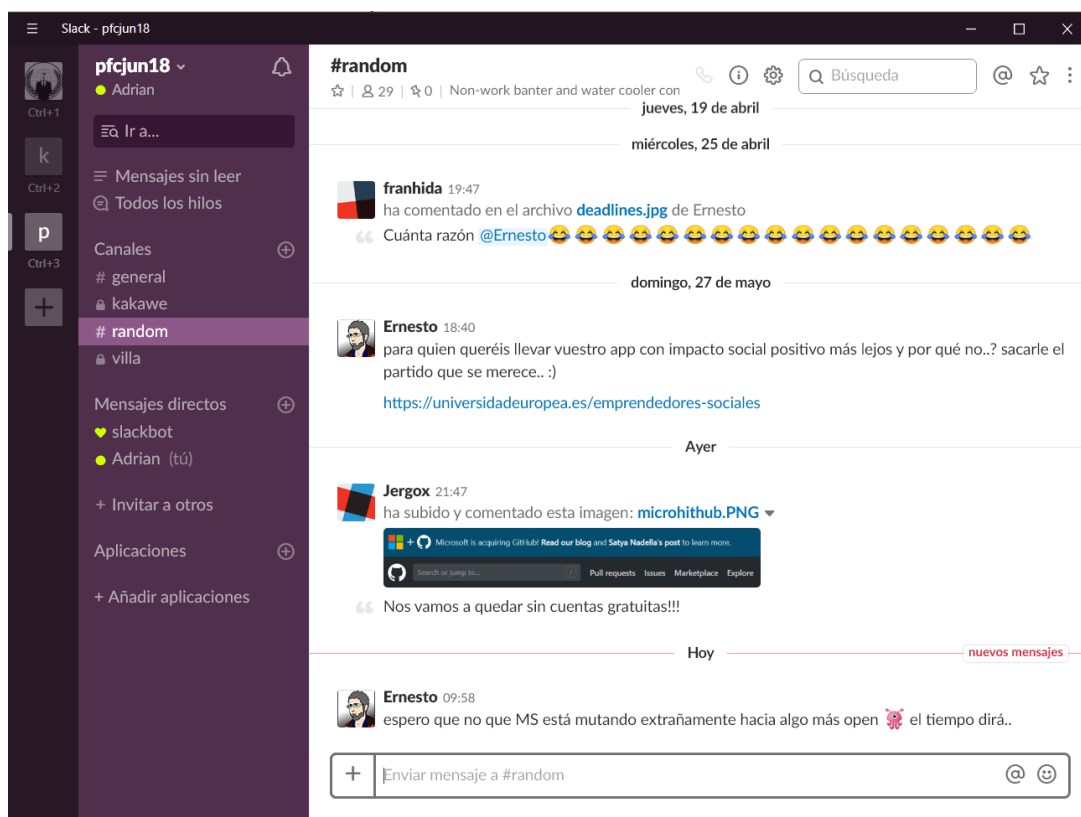 Slack - pfcjun18
Ctrl+1
k
Ctrl+2
p
Ctrl+3
pfcjun18
Adrian
Ir a...
Mensajes sin leer
Todos los hilos
Canales
# general
kakawe
# random
villa
Mensajes directos
slackbot
Adrian (tú)
+ Invitar a otros
Aplicaciones
+ Añadir aplicaciones
#random
29 | 0 | Non-work banter and water cooler con
Búsqueda
jueves, 19 de abril
miércoles, 25 de abril
franhida 19:47
ha comentado en el archivo deadlines.jpg de Ernesto
Cuánta razón @Ernesto😂😂😂😂😂😂😂😂😂😂😂😂😂😂😂😂😂😂
domingo, 27 de mayo
Ernesto 18:40
para quien queréis llevar vuestro app con impacto social positivo más lejos y por qué no..? sacarle el
partido que se merece.. :)
https://universidadeuropea.es/emprendedores-sociales
Ayer
Jergox 21:47
ha subido y comentado esta imagen: microhithub.PNG
+ Microsoft is acquiring GitHub! Read our blog and Satya Nadella's post to learn more.
Search or jump to... / Pull requests Issues Marketplace Explore
Nos vamos a quedar sin cuentas gratuitas!!!
Hoy
nuevos mensajes
Ernesto 09:58
espero que no que MS está mutando extrañamente hacia algo más open el tiempo dirá..
Enviar mensaje a #random